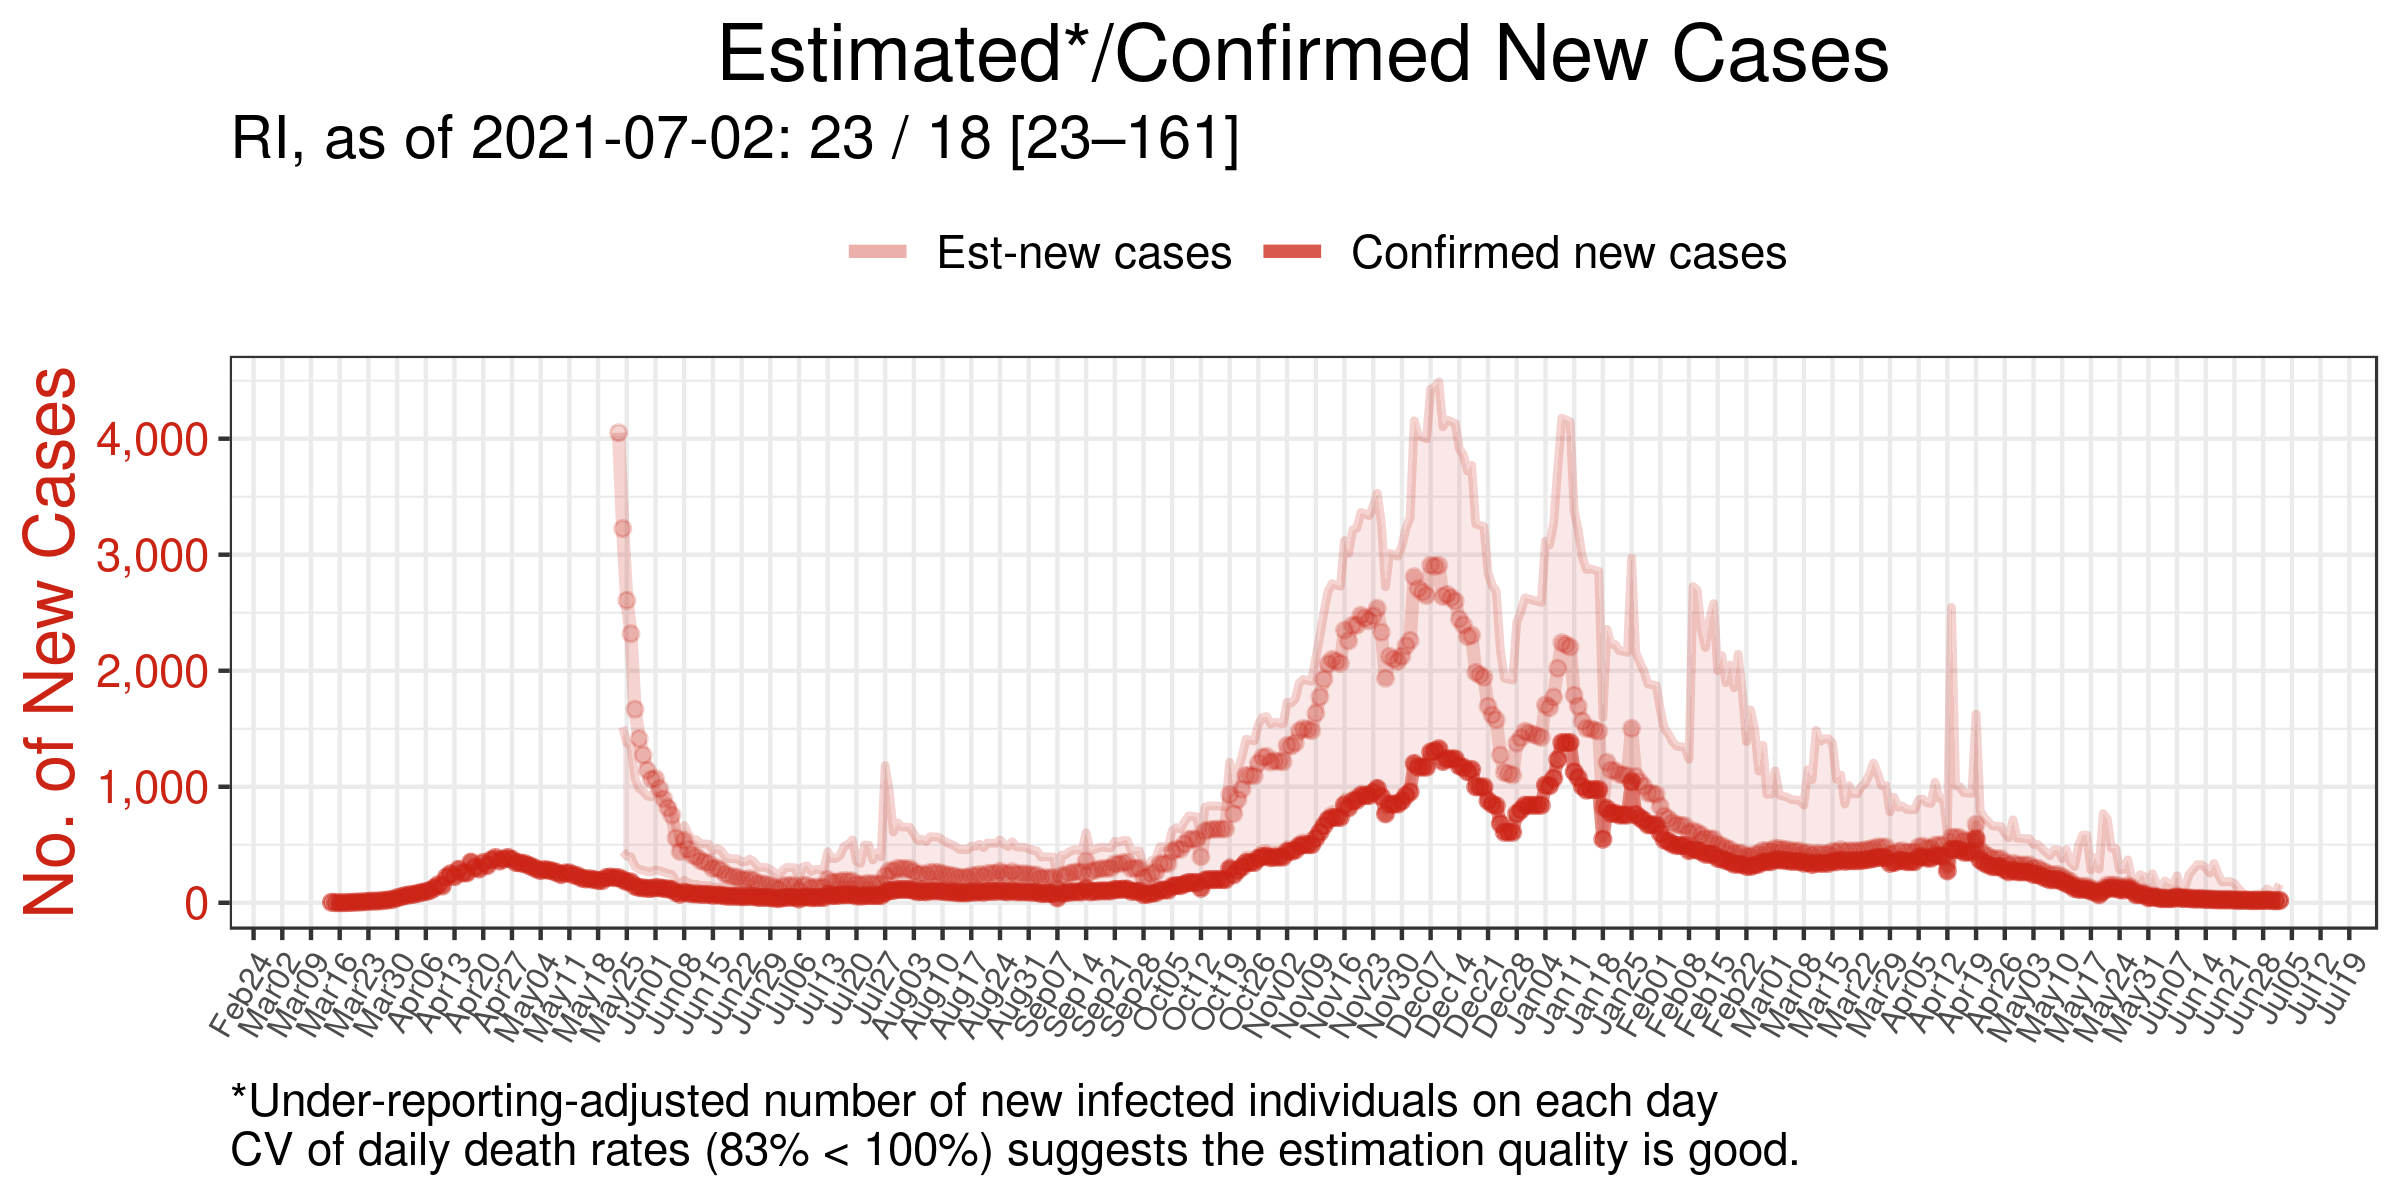 Estimated*/Confirmed New Cases
RI, as of 2021-07-02: 23 / 18 [23–161]
Est-new cases
Confirmed new cases
No. of New Cases
4,000
3,000
2,000
1,000
0
Feb24
Mar02
Mar09
Mar16
Mar23
Mar30
Apr06
Apr13
Apr20
Apr27
May04
May11
May18
May25
Jun01
Jun08
Jun15
Jun22
Jun29
Jul06
Jul13
Jul20
Jul27
Aug03
Aug10
Aug17
Aug24
Aug31
Sep07
Sep14
Sep21
Sep28
Oct05
Oct12
Oct19
Oct26
Nov02
Nov09
Nov16
Nov23
Nov30
Dec07
Dec14
Dec21
Dec28
Jan04
Jan11
Jan18
Jan25
Feb01
Feb08
Feb15
Feb22
Mar01
Mar08
Mar15
Mar22
Mar29
Apr05
Apr12
Apr19
Apr26
May03
May10
May17
May24
May31
Jun07
Jun14
Jun21
Jun28
Jul05
Jul12
Jul19
*Under-reporting-adjusted number of new infected individuals on each day
CV of daily death rates (83% < 100%) suggests the estimation quality is good.